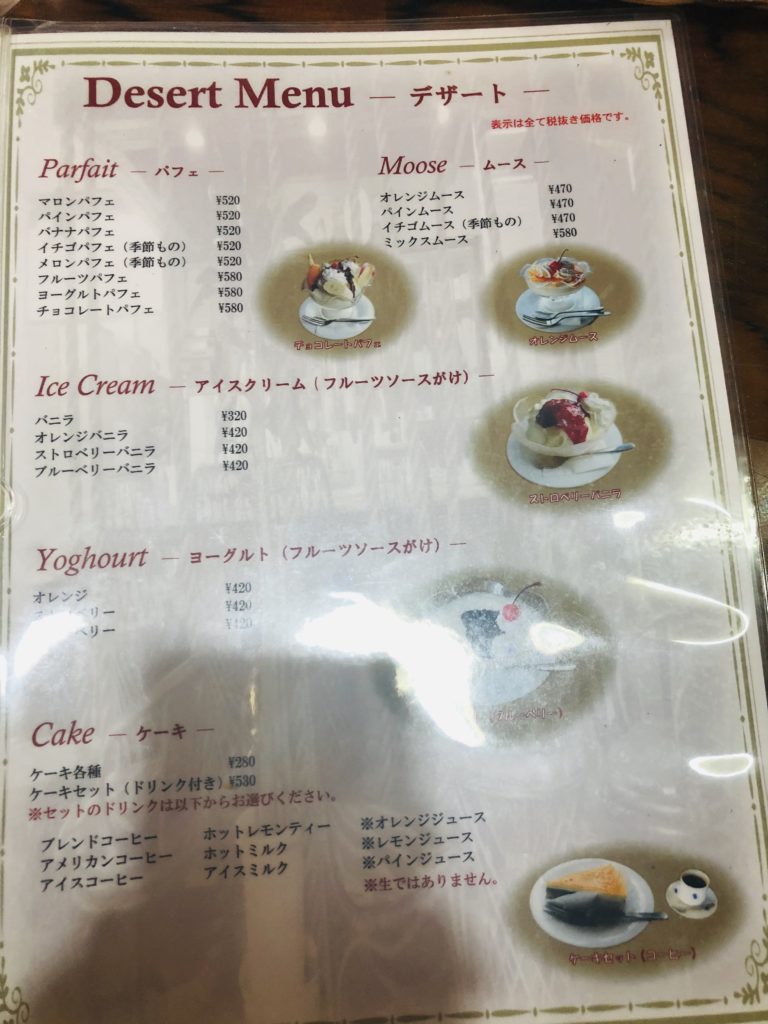 Desert Menu — デザート —
表示は全て税抜き価格です。
Parfait — パフェ —
マロンパフェ ¥520
パインパフェ ¥520
バナナパフェ ¥520
イチゴパフェ（季節もの） ¥520
メロンパフェ（季節もの） ¥520
フルーツパフェ ¥580
ヨーグルトパフェ ¥580
チョコレートパフェ ¥580
チョコレートパフェ
Moose — ムース —
オレンジムース ¥470
パインムース ¥470
イチゴムース（季節もの） ¥470
ミックスムース ¥580
オレンジムース
Ice Cream — アイスクリーム（フルーツソースがけ）—
バニラ ¥320
オレンジバニラ ¥420
ストロベリーバニラ ¥420
ブルーベリーバニラ ¥420
ストロベリーバニラ
Yoghourt — ヨーグルト（フルーツソースがけ）—
オレンジ ¥420
ストロベリー ¥420
ベリー ¥420
(ブルーベリー)
Cake — ケーキ —
ケーキ各種 ¥280
ケーキセット（ドリンク付き）¥530
※セットのドリンクは以下からお選びください。
ブレンドコーヒー
アメリカンコーヒー
アイスコーヒー
ホットレモンティー
ホットミルク
アイスミルク
※オレンジジュース
※レモンジュース
※パインジュース
※生ではありません。
ケーキセット（コーヒー）